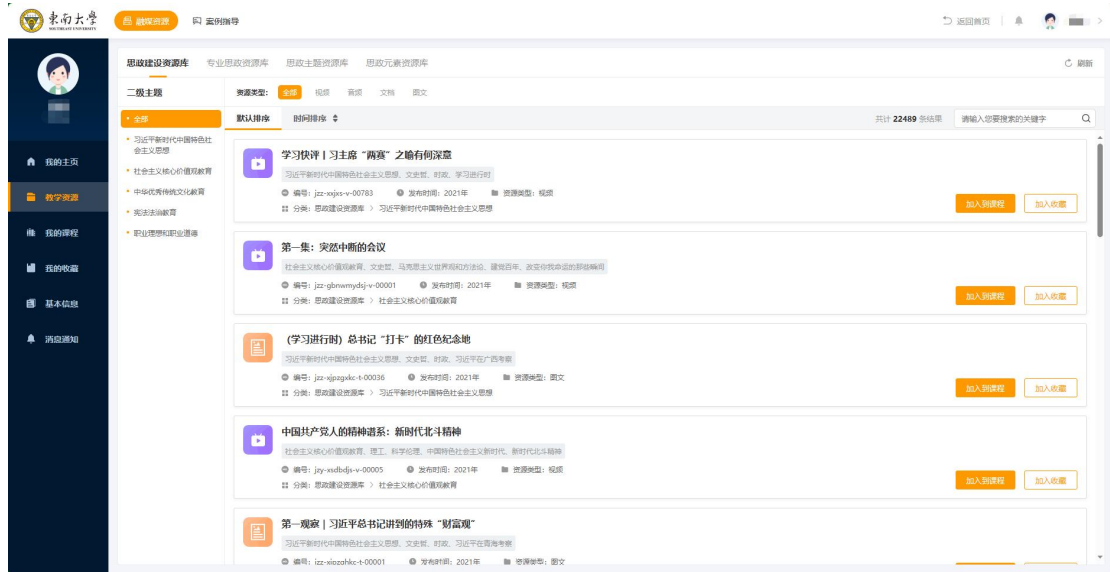 東南大學
SOUTHEAST UNIVERSITY
融媒资源
案例指导
返回首页
思政建设资源库 专业思政资源库 思政主题资源库 思政元素资源库
刷新
我的主页
教学资源
我的课程
我的收藏
基本信息
消息通知
二级主题
全部
习近平新时代中国特色社
会主义思想
社会主义核心价值观教育
中华优秀传统文化教育
宪法法治教育
职业理想和职业道德
资源类型: 全部 视频 音频 文档 图文
默认排序 时间排序 共计 22489 条结果 请输入您要搜索的关键字
学习快评丨习主席“两赛”之喻有何深意
习近平新时代中国特色社会主义思想、文史哲、时政、学习进行时
编号: jzz-xxjxs-v-00783 发布时间: 2021年 资源类型: 视频
分类: 思政建设资源库 > 习近平新时代中国特色社会主义思想
加入到课程 加入收藏
第一集: 突然中断的会议
社会主义核心价值观教育、文史哲、马克思主义世界观和方法论、建党百年、改变你我命运的那些瞬间
编号: jzz-gbnwmydsj-v-00001 发布时间: 2021年 资源类型: 视频
分类: 思政建设资源库 > 社会主义核心价值观教育
加入到课程 加入收藏
(学习进行时) 总书记“打卡”的红色纪念地
习近平新时代中国特色社会主义思想、文史哲、时政、习近平在广西考察
编号: jzz-xjpzgxkc-t-00036 发布时间: 2021年 资源类型: 图文
分类: 思政建设资源库 > 习近平新时代中国特色社会主义思想
加入到课程 加入收藏
中国共产党人的精神谱系: 新时代北斗精神
社会主义核心价值观教育、理工、科学伦理、中国特色社会主义新时代、新时代北斗精神
编号: jzy-xsdbdjs-v-00005 发布时间: 2021年 资源类型: 视频
分类: 思政建设资源库 > 社会主义核心价值观教育
加入到课程 加入收藏
第一观察 | 习近平总书记讲到的特殊“财富观”
习近平新时代中国特色社会主义思想、文史哲、时政、习近平在青海考察
编号: jzz-xjpzqhkc-t-00001 发布时间: 2021年 资源类型: 图文